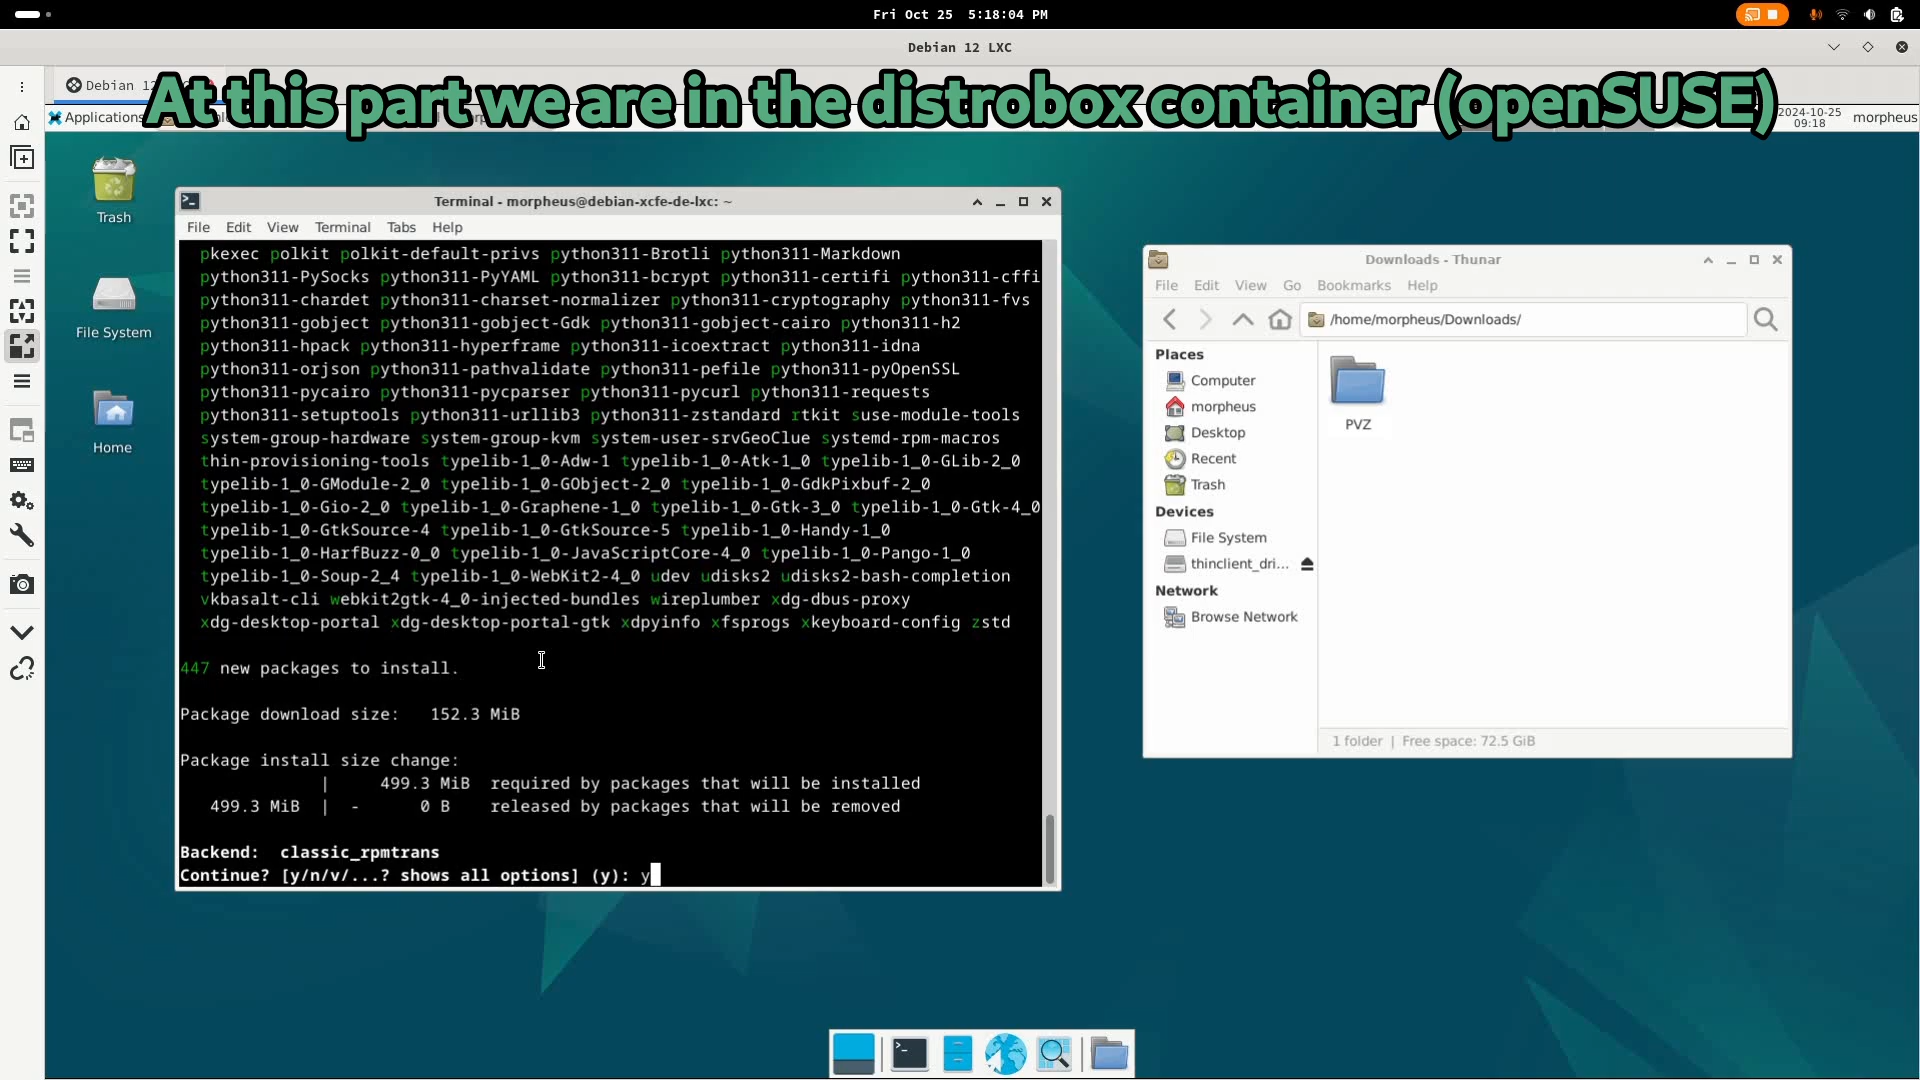 Fri Oct 25 5:18:04 PM
Debian 12 LXC
Debian 12
At this part we are in the distrobox container (openSUSE)
Applications
2024-10-25
09:18
morpheus
Trash
File System
Home
Terminal - morpheus@debian-xcfe-de-lxc: ~
File Edit View Terminal Tabs Help
pkexec polkit polkit-default-privs python311-Brotli python311-Markdown
python311-PySocks python311-PyYAML python311-bcrypt python311-certifi python311-cffi
python311-chardet python311-charset-normalizer python311-cryptography python311-fvs
python311-gobject python311-gobject-Gdk python311-gobject-cairo python311-h2
python311-hpack python311-hyperframe python311-icoextract python311-idna
python311-orjson python311-pathvalidate python311-pefile python311-pyOpenSSL
python311-pycairo python311-pycparser python311-pycurl python311-requests
python311-setuptools python311-urllib3 python311-zstandard rtkit suse-module-tools
system-group-hardware system-group-kvm system-user-srvGeoClue systemd-rpm-macros
thin-provisioning-tools typelib-1_0-Adw-1 typelib-1_0-Atk-1_0 typelib-1_0-GLib-2_0
typelib-1_0-GModule-2_0 typelib-1_0-GObject-2_0 typelib-1_0-GdkPixbuf-2_0
typelib-1_0-Gio-2_0 typelib-1_0-Graphene-1_0 typelib-1_0-Gtk-3_0 typelib-1_0-Gtk-4_0
typelib-1_0-GtkSource-4 typelib-1_0-GtkSource-5 typelib-1_0-Handy-1_0
typelib-1_0-HarfBuzz-0_0 typelib-1_0-JavaScriptCore-4_0 typelib-1_0-Pango-1_0
typelib-1_0-Soup-2_4 typelib-1_0-WebKit2-4_0 udev udisks2 udisks2-bash-completion
vkbasalt-cli webkit2gtk-4_0-injected-bundles wireplumber xdg-dbus-proxy
xdg-desktop-portal xdg-desktop-portal-gtk xdpyinfo xfsprogs xkeyboard-config zstd
447 new packages to install.
Package download size: 152.3 MiB
Package install size change:
| 499.3 MiB required by packages that will be installed
499.3 MiB | - 0 B released by packages that will be removed
Backend: classic_rpmtrans
Continue? [y/n/v/...? shows all options] (y): y
Downloads - Thunar
File Edit View Go Bookmarks Help
/home/morpheus/Downloads/
Places
Computer
morpheus
Desktop
Recent
Trash
Devices
File System
thinclient_dri...
Network
Browse Network
PVZ
1 folder | Free space: 72.5 GiB